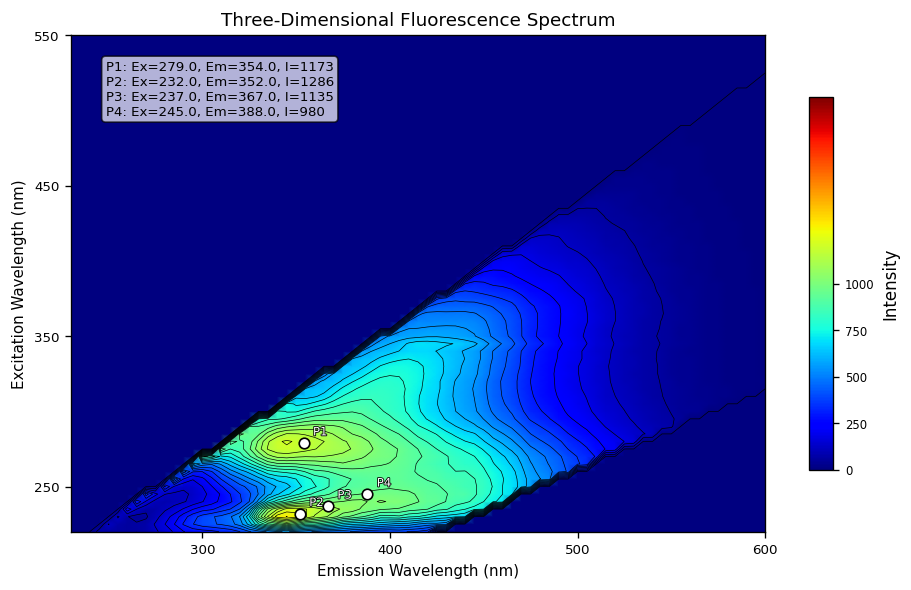 Three-Dimensional Fluorescence Spectrum
550
450
350
250
Excitation Wavelength (nm)
P1: Ex=279.0, Em=354.0, I=1173
P2: Ex=232.0, Em=352.0, I=1286
P3: Ex=237.0, Em=367.0, I=1135
P4: Ex=245.0, Em=388.0, I=980
P1
P2
P3
P4
300
400
500
600
Emission Wavelength (nm)
1000
750
500
250
0
Intensity